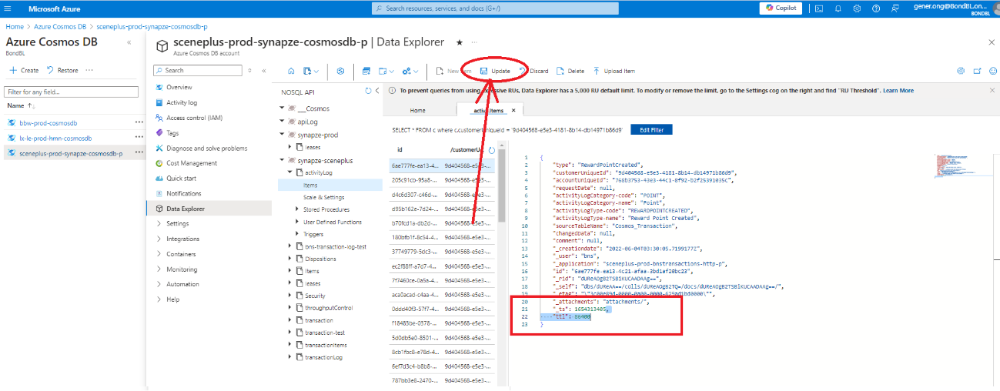 Microsoft Azure
Search resources, services, and docs (G+/)
Copilot
gener.ong@BondBL.on...
BONDBL
Home > Azure Cosmos DB > sceneplus-prod-synapze-cosmosdb-p
Azure Cosmos DB
BondBL
Create
Restore
...
Filter for any field...
Name
bbw-prod-cosmosdb
lx-le-prod-hmn-cosmosdb
sceneplus-prod-synapze-cosmosdb-p
sceneplus-prod-synapze-cosmosdb-p | Data Explorer
Azure Cosmos DB account
Search
Overview
Activity log
Access control (IAM)
Tags
Diagnose and solve problems
Cost Management
Quick start
Notifications
Data Explorer
Settings
Integrations
Containers
Monitoring
Automation
Help
New Item
Update
Discard
Delete
Upload Item
NOSQL API
__Cosmos
apiLog
synapze-prod
leases
synapze-sceneplus
activityLog
Items
Scale & Settings
Stored Procedures
User Defined Functions
Triggers
bns-transaction-log-test
Dispositions
Items
leases
Security
throughputControl
transaction
transaction-test
transactionItems
transactionLog
To prevent queries from using excessive RUs, Data Explorer has a 5,000 RU default limit. To modify or remove the limit, go to the Settings cog on the right and find "RU Threshold". Learn More
Home
SELECT * FROM c where c.customerUniqueId = '9d404568-e5e3-4181-8b14-db14971b86d9'
Edit Filter
id /customerU...
6ae777fe-ea13-4... 9d404568-e5e3-...
205c91cb-95a8-... 9d404568-e5e3-...
d4c6d307-c46d-... 9d404568-e5e3-...
d95b162e-7d24-... 9d404568-e5e3-...
b70fcd1a-db2d-... 9d404568-e5e3-...
180bfb1f-8c54-4... 9d404568-e5e3-...
37749779-5dc3-... 9d404568-e5e3-...
ec2f88ff-a7d7-4... 9d404568-e5e3-...
7f7460ce-0a5a-4... 9d404568-e5e3-...
aca0acad-c4aa-4... 9d404568-e5e3-...
0ddd40f3-57f7-4... 9d404568-e5e3-...
f18483be-0378-... 9d404568-e5e3-...
5d0db5e0-8501-... 9d404568-e5e3-...
8cb1fbc8-e78d-4... 9d404568-e5e3-...
6ef7d3c4-b8b8-... 9d404568-e5e3-...
787bb3e8-2470-... 9d404568-e5e3-...
1 {
2 "type": "RewardPointCreated",
3 "customerUniqueId": "9d404568-e5e3-4181-8b14-db14971b86d9",
4 "accountUniqueId": "768b3753-43e3-44c1-8f92-b2f25391035c",
5 "requestDate": null,
6 "activityLogCategory-code": "POINT",
7 "activityLogCategory-name": "Point",
8 "activityLogType-code": "REWARDPOINTCREATED",
9 "activityLogType-name": "Reward Point Created",
10 "sourceTableName": "Cosmos_Transaction",
11 "changedData": null,
12 "comment": null,
13 "_creationdate": "2022-06-04T03:30:05.7199177Z",
14 "_user": "bns",
15 "_application": "sceneplus-prod-bnstransactions-http-p",
16 "id": "6ae777fe-ea13-4c21-afaa-3bd1af20bc23",
17 "_rid": "dUReAOgB2TSBiKUCAADAAg==",
18 "_self": "dbs/dUReAA==/colls/dUReAOgB2TQ=/docs/dUReAOgB2TSBiKUCAADAAg==/",
19
20 "_attachments": "attachments/",
21 "_ts": 1654313405,
22 "ttl": 86400
23 }